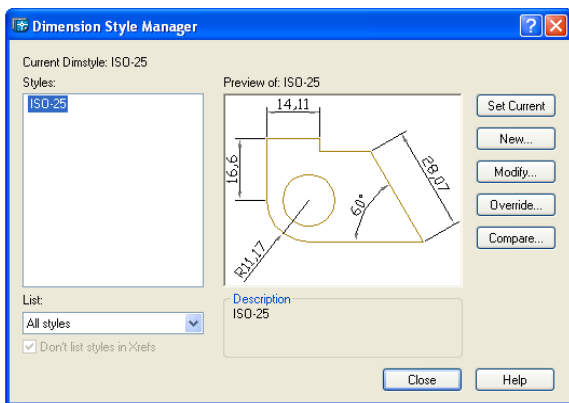 Dimension Style Manager
Current Dimstyle: ISO-25
Styles:
ISO-25
Preview of: ISO-25
14,11
16,6
28,07
60°
R11,17
Set Current
New...
Modify...
Override...
Compare...
List:
All styles
Don't list styles in Xrefs
Description
ISO-25
Close
Help